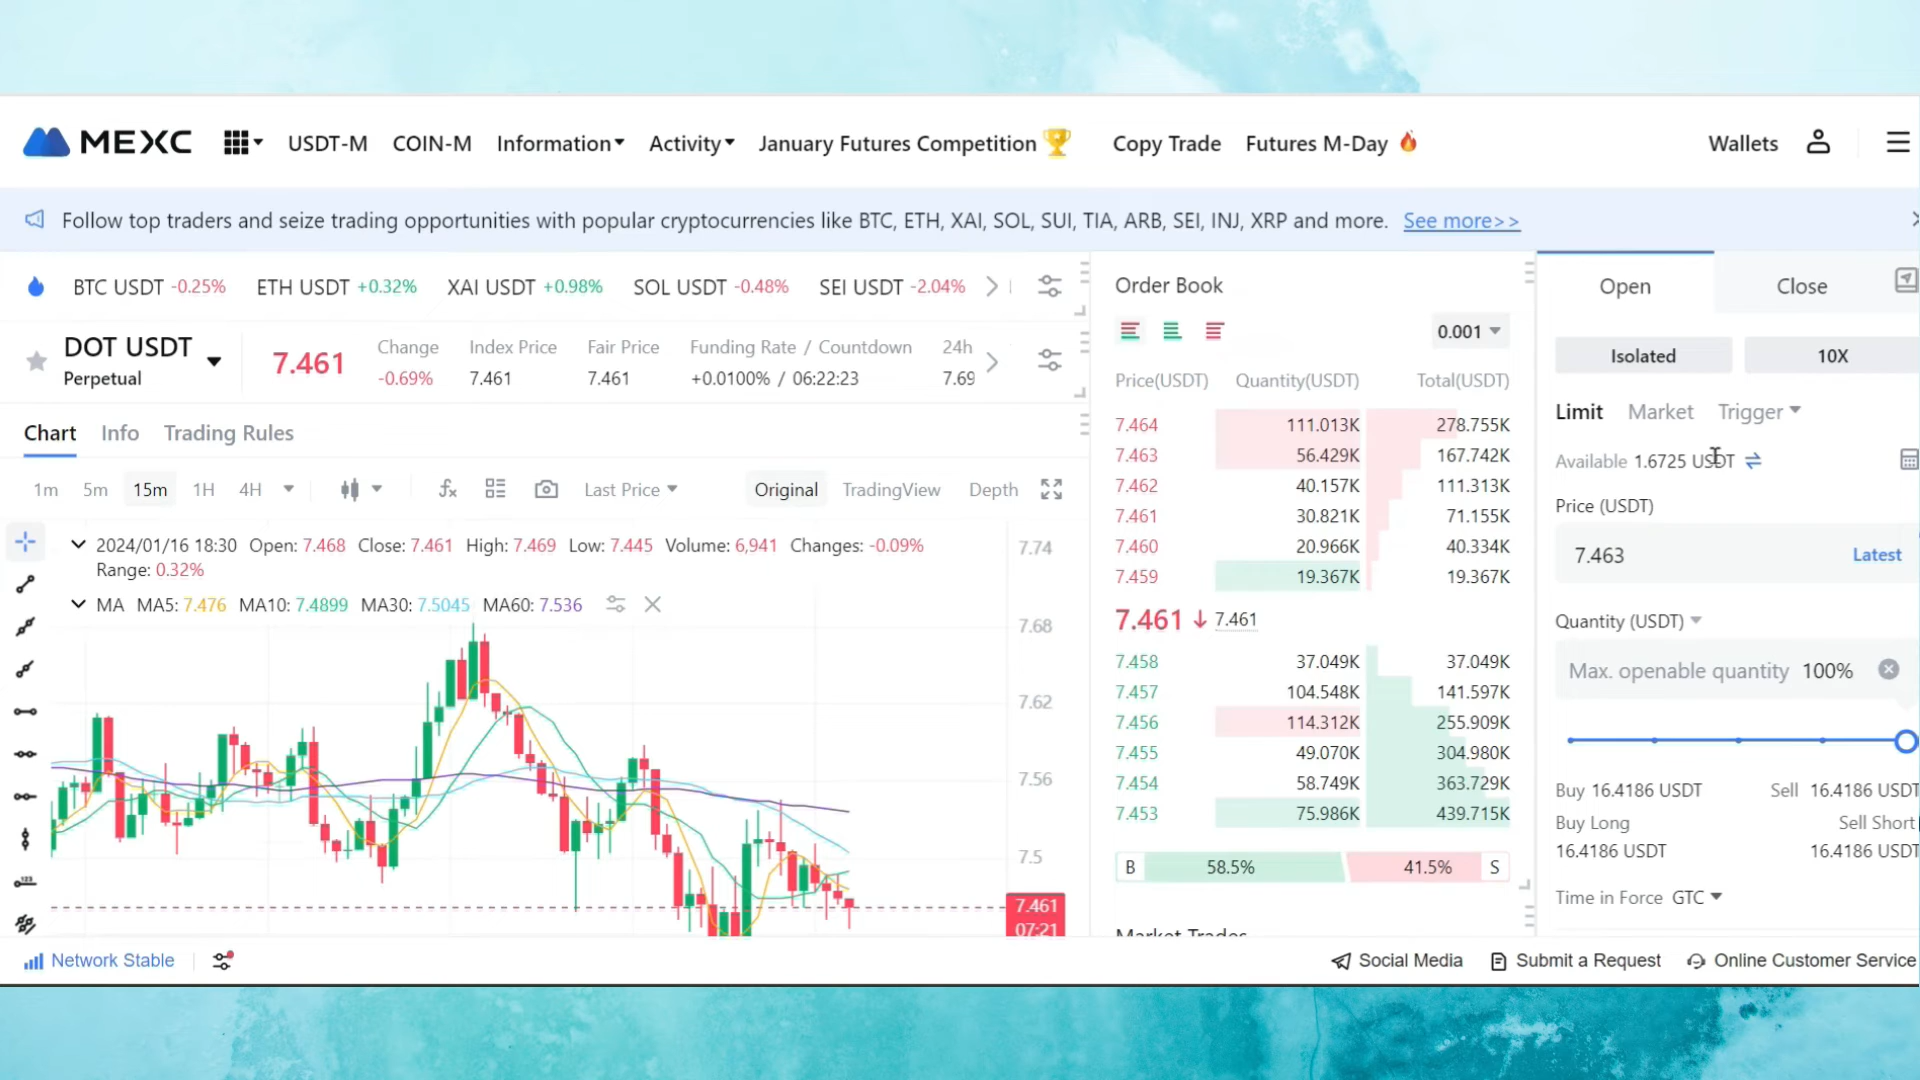 MEXC USDT-M COIN-M Information Activity January Futures Competition Copy Trade Futures M-Day Wallets
Follow top traders and seize trading opportunities with popular cryptocurrencies like BTC, ETH, XAI, SOL, SUI, TIA, ARB, SEI, INJ, XRP and more. See more>>
BTC USDT -0.25% ETH USDT +0.32% XAI USDT +0.98% SOL USDT -0.48% SEI USDT -2.04%
DOT USDT
Perpetual
7.461
Change
-0.69%
Index Price
7.461
Fair Price
7.461
Funding Rate / Countdown
+0.0100% / 06:22:23
24h
7.69
Chart Info Trading Rules
1m 5m 15m 1H 4H Last Price Original TradingView Depth
2024/01/16 18:30 Open: 7.468 Close: 7.461 High: 7.469 Low: 7.445 Volume: 6,941 Changes: -0.09%
Range: 0.32%
MA MA5: 7.476 MA10: 7.4899 MA30: 7.5045 MA60: 7.536
7.74
7.68
7.62
7.56
7.5
7.461
07:21
123
Order Book
0.001
Price(USDT) Quantity(USDT) Total(USDT)
7.464 111.013K 278.755K
7.463 56.429K 167.742K
7.462 40.157K 111.313K
7.461 30.821K 71.155K
7.460 20.966K 40.334K
7.459 19.367K 19.367K
7.461 7.461
7.458 37.049K 37.049K
7.457 104.548K 141.597K
7.456 114.312K 255.909K
7.455 49.070K 304.980K
7.454 58.749K 363.729K
7.453 75.986K 439.715K
B 58.5% 41.5% S
Market Trades
Open Close
Isolated 10X
Limit Market Trigger
Available 1.6725 USDT
Price (USDT)
7.463 Latest
Quantity (USDT)
Max. openable quantity 100%
Buy 16.4186 USDT Sell 16.4186 USDT
Buy Long Sell Short
16.4186 USDT 16.4186 USDT
Time in Force GTC
Network Stable Social Media Submit a Request Online Customer Service